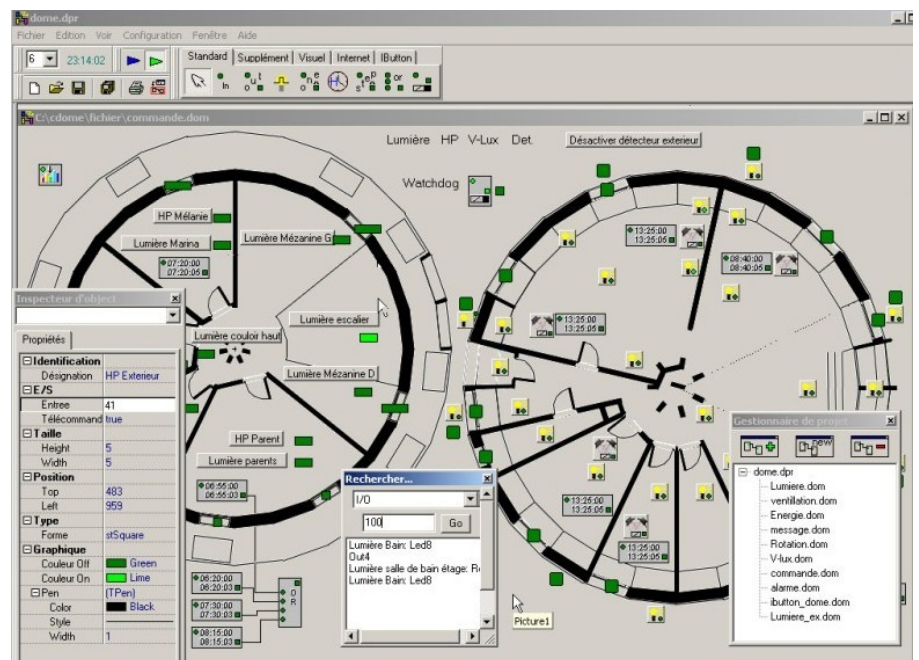 dome.dpr
Fichier Edition Voir Configuration Fenêtre Aide
6 23:14:02
Standard Supplément Visuel Internet IButton
In out one step or
C:\cdome\fichier\commande.dom
Lumière HP V-Lux Det. Désactiver détecteur exterieur
Watchdog
HP Mélanie
Lumière Marina
Lumière Mézanine G
07:20:00
07:20:05
13:25:00
13:25:05
08:40:00
08:40:05
Lumière escalier
13:25:00
13:25:05
Lumière couloir haut
Lumière Mézanine D
HP Parent
Lumière parents
06:55:00
06:55:03
13:25:00
13:25:05
13:25:00
13:25:05
06:20:00
06:20:03
07:30:00
07:30:03
08:15:00
08:15:03
OR
Picture1
Inspecteur d'object
Propriétés
Identification
Désignation HP Exterieur
E/S
Entree 41
Télécommand true
Taille
Height 5
Width 5
Position
Top 483
Left 959
Type
Forme stSquare
Graphique
Couleur Off Green
Couleur On Lime
Pen (TPen)
Color Black
Style
Width 1
Rechercher...
I/O
100 Go
Lumière Bain: Led8
Out4
Lumière salle de bain étage: R
Lumière Bain: Led8
Gestionnaire de projet
new
dome.dpr
Lumiere.dom
ventillation.dom
Energie.dom
message.dom
Rotation.dom
V-lux.dom
commande.dom
alarme.dom
ibutton_dome.dom
Lumiere_ex.dom